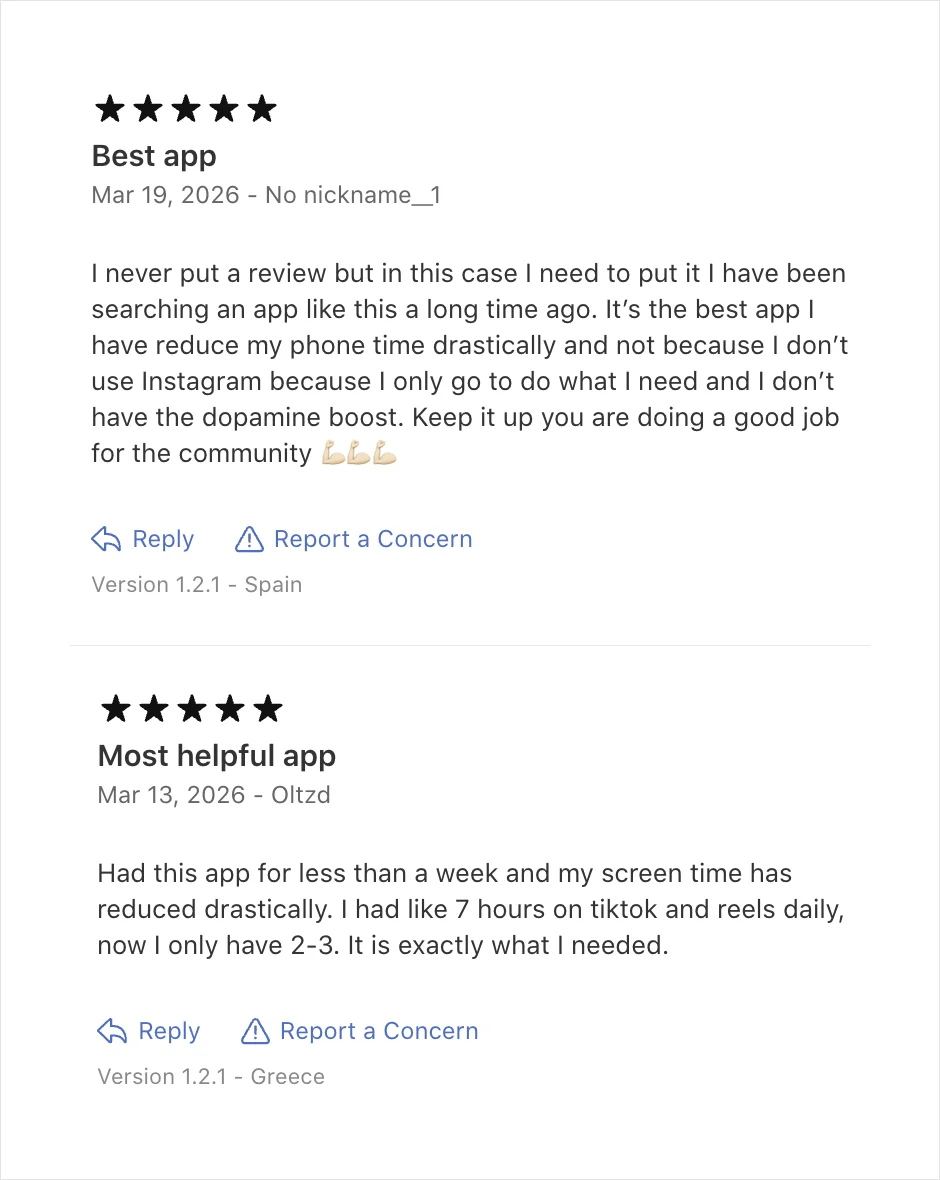 ★★★★★
Best app
Mar 19, 2026 - No nickname__1
I never put a review but in this case I need to put it I have been
searching an app like this a long time ago. It’s the best app I
have reduce my phone time drastically and not because I don’t
use Instagram because I only go to do what I need and I don’t
have the dopamine boost. Keep it up you are doing a good job
for the community 💪🏻💪🏻💪🏻
Reply
Report a Concern
Version 1.2.1 - Spain
★★★★★
Most helpful app
Mar 13, 2026 - Oltzd
Had this app for less than a week and my screen time has
reduced drastically. I had like 7 hours on tiktok and reels daily,
now I only have 2-3. It is exactly what I needed.
Reply
Report a Concern
Version 1.2.1 - Greece